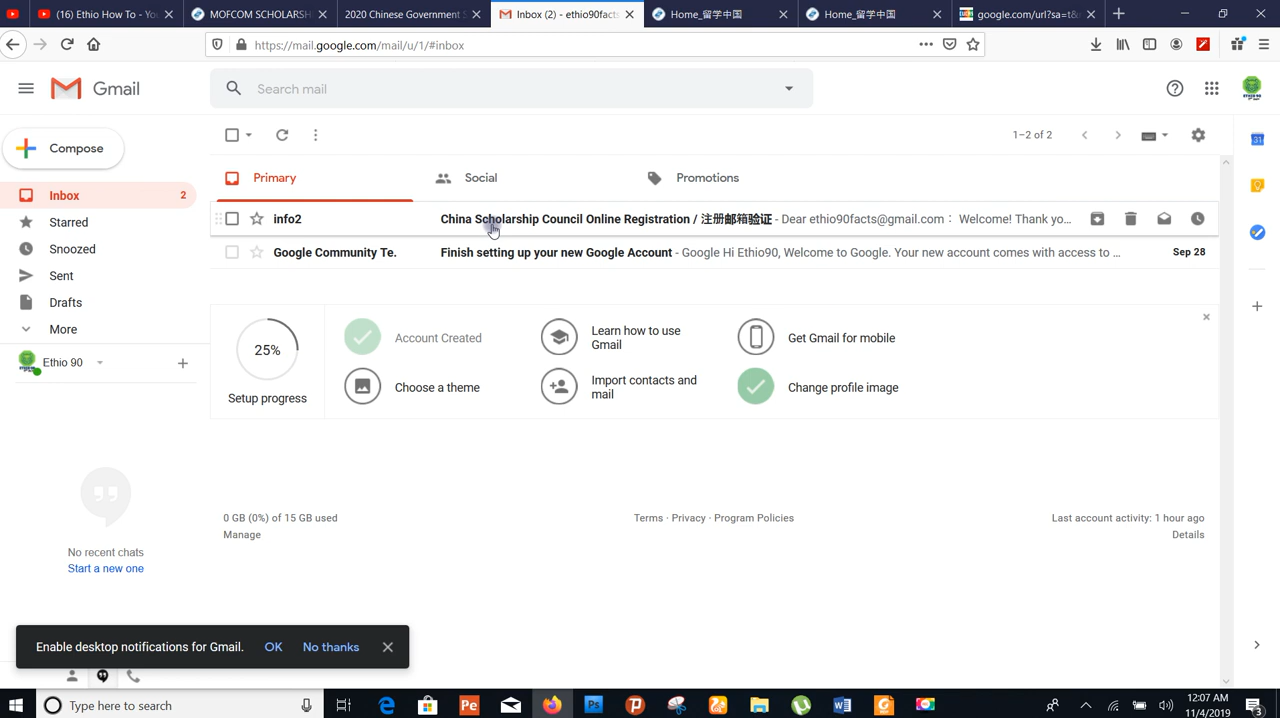 (16) Ethio How To - Yo
MOFCOM SCHOLARSH
2020 Chinese Government S
Inbox (2) - ethio90facts
Home_留学中国
Home_留学中国
google.com/url?sa=t&
https://mail.google.com/mail/u/1/#inbox
Gmail
Search mail
Compose
1–2 of 2
Inbox 2
Primary
Social
Promotions
Starred
info2 China Scholarship Council Online Registration / 注册邮箱验证 - Dear ethio90facts@gmail.com： Welcome! Thank yo...
Snoozed
Google Community Te. Finish setting up your new Google Account - Google Hi Ethio90, Welcome to Google. Your new account comes with access to ... Sep 28
Sent
Drafts
More
Ethio 90
25%
Setup progress
Account Created
Learn how to use
Gmail
Get Gmail for mobile
Choose a theme
Import contacts and
mail
Change profile image
0 GB (0%) of 15 GB used
Manage
Terms · Privacy · Program Policies
Last account activity: 1 hour ago
Details
No recent chats
Start a new one
Enable desktop notifications for Gmail. OK No thanks
Type here to search
12:07 AM
11/4/2019
3